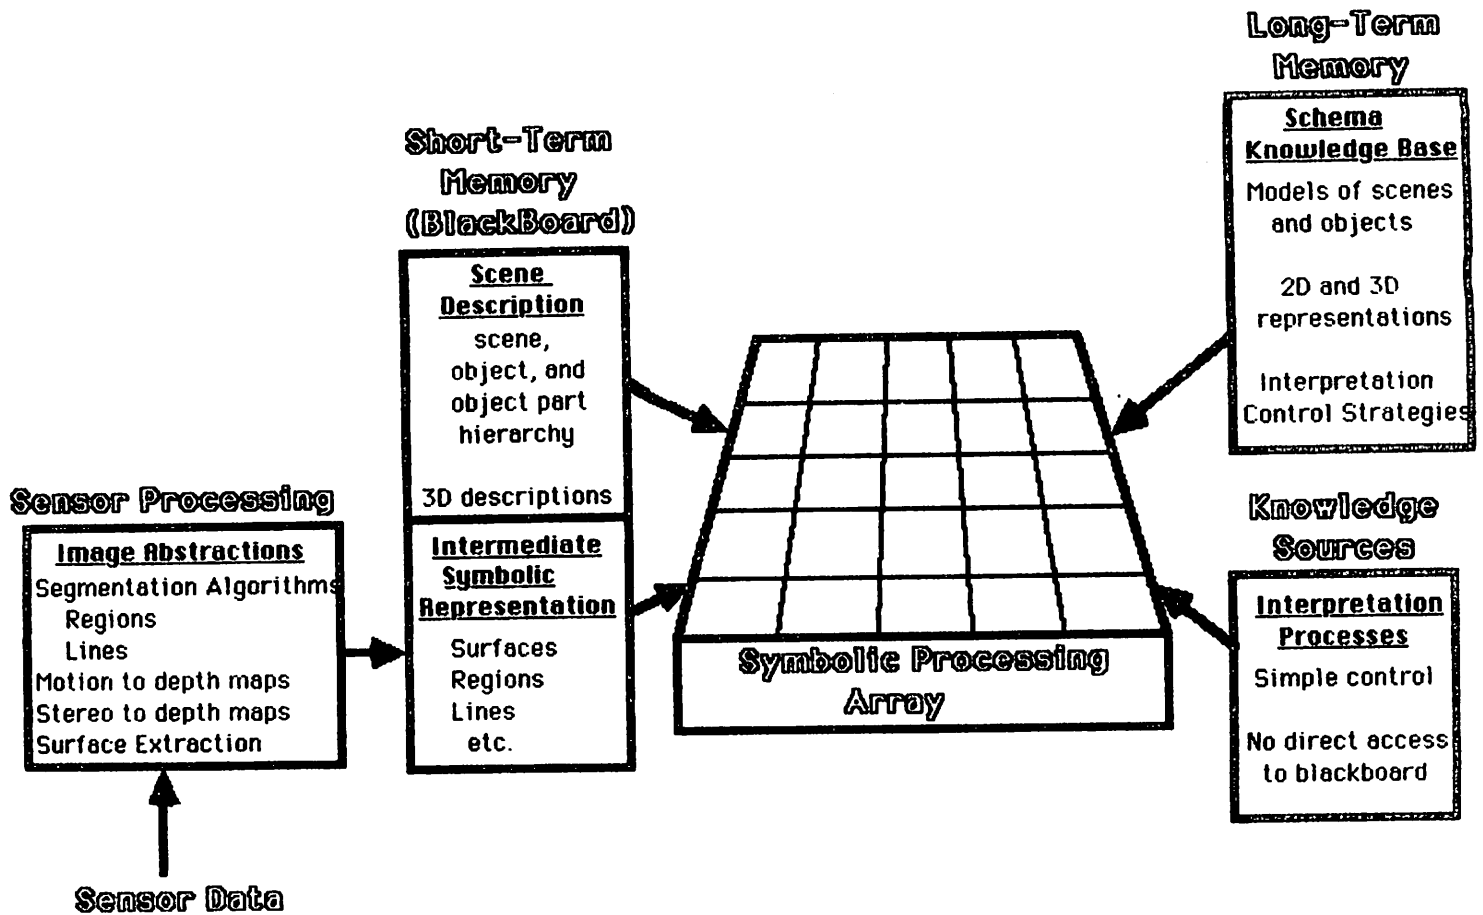 Long-Term
Memory
Schema
Knowledge Base
Models of scenes
and objects
2D and 3D
representations
Interpretation
Control Strategies
Short-Term
Memory
(BlackBoard)
Scene
Description
scene,
object, and
object part
hierarchy
3D descriptions
Intermediate
Symbolic
Representation
Surfaces
Regions
Lines
etc.
Sensor Processing
Image Abstractions
Segmentation Algorithms
Regions
Lines
Motion to depth maps
Stereo to depth maps
Surface Extraction
Sensor Data
Symbolic Processing
Array
Knowledge
Sources
Interpretation
Processes
Simple control
No direct access
to blackboard